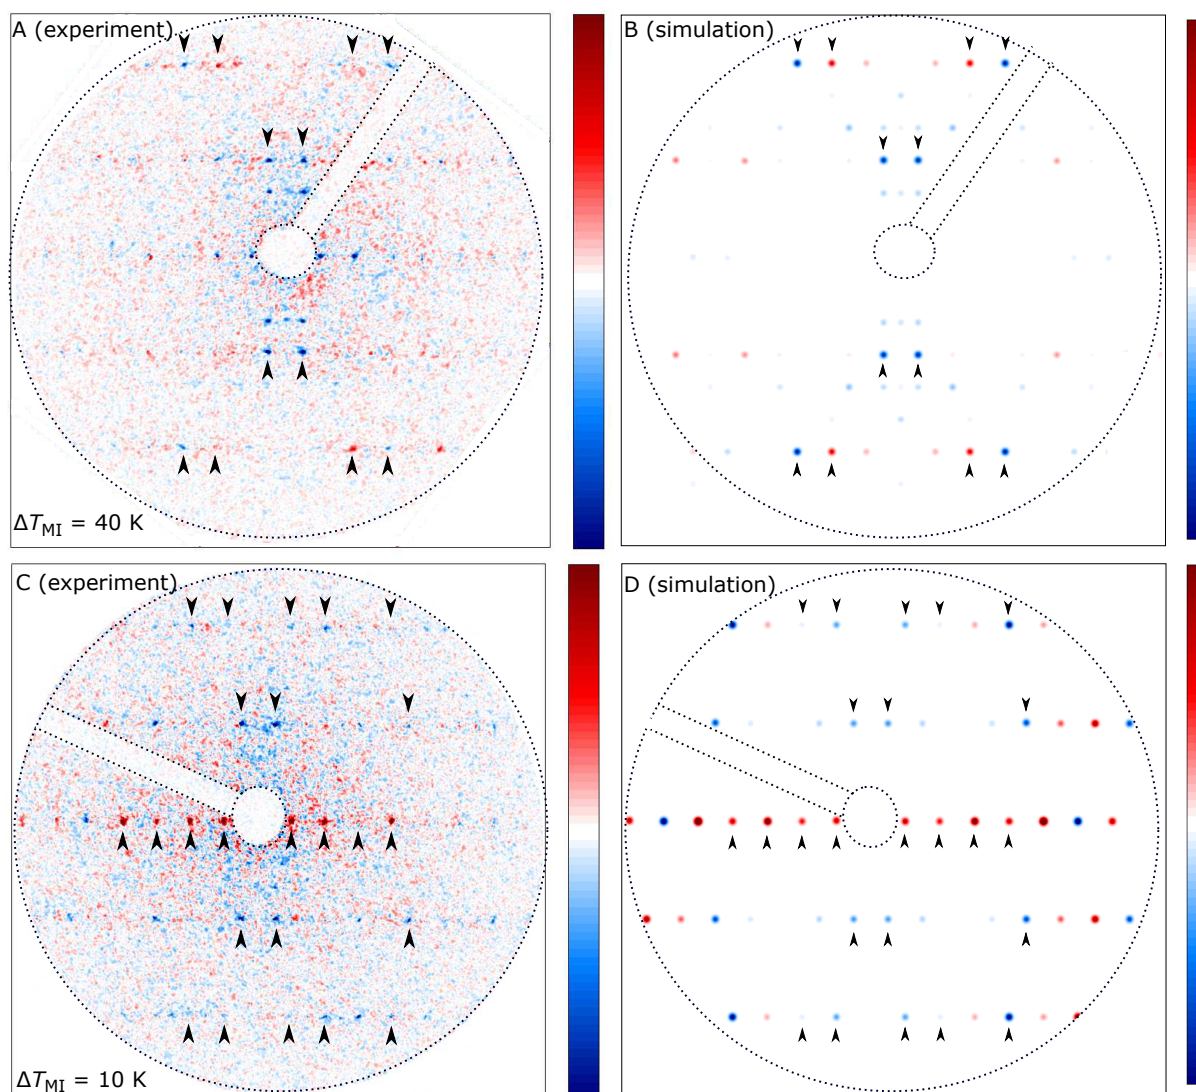 A (experiment)
B (simulation)
ΔT_MI = 40 K
C (experiment)
D (simulation)
ΔT_MI = 10 K